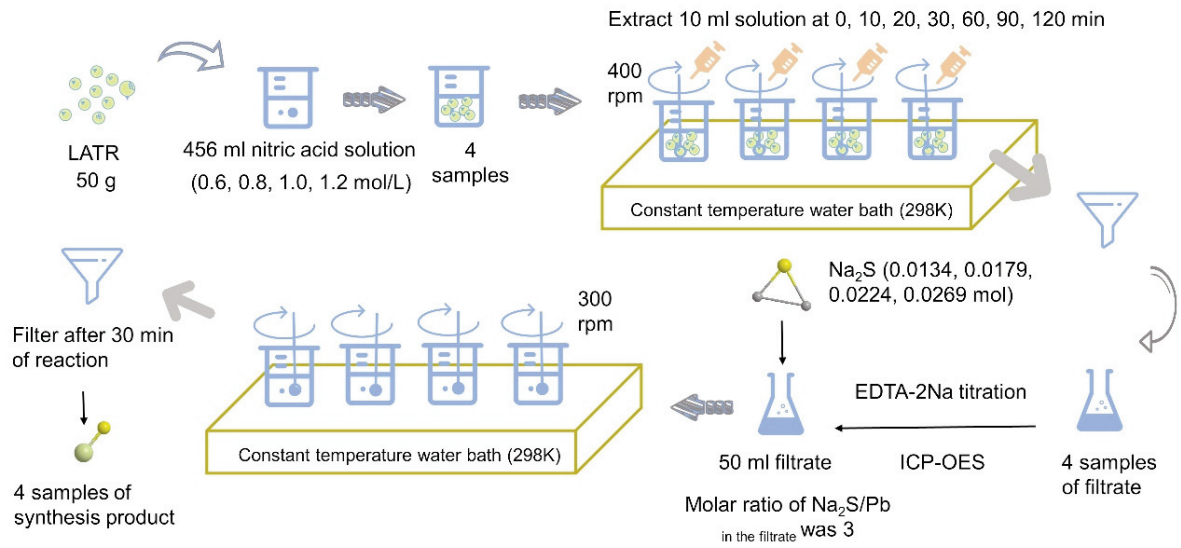 Extract 10 ml solution at 0, 10, 20, 30, 60, 90, 120 min
400
rpm
LATR
50 g
456 ml nitric acid solution
(0.6, 0.8, 1.0, 1.2 mol/L)
4
samples
Constant temperature water bath (298K)
Na₂S (0.0134, 0.0179,
0.0224, 0.0269 mol)
EDTA-2Na titration
ICP-OES
4 samples
of filtrate
50 ml filtrate
Molar ratio of Na₂S/Pb
in the filtrate was 3
300
rpm
Constant temperature water bath (298K)
Filter after 30 min
of reaction
4 samples of
synthesis product